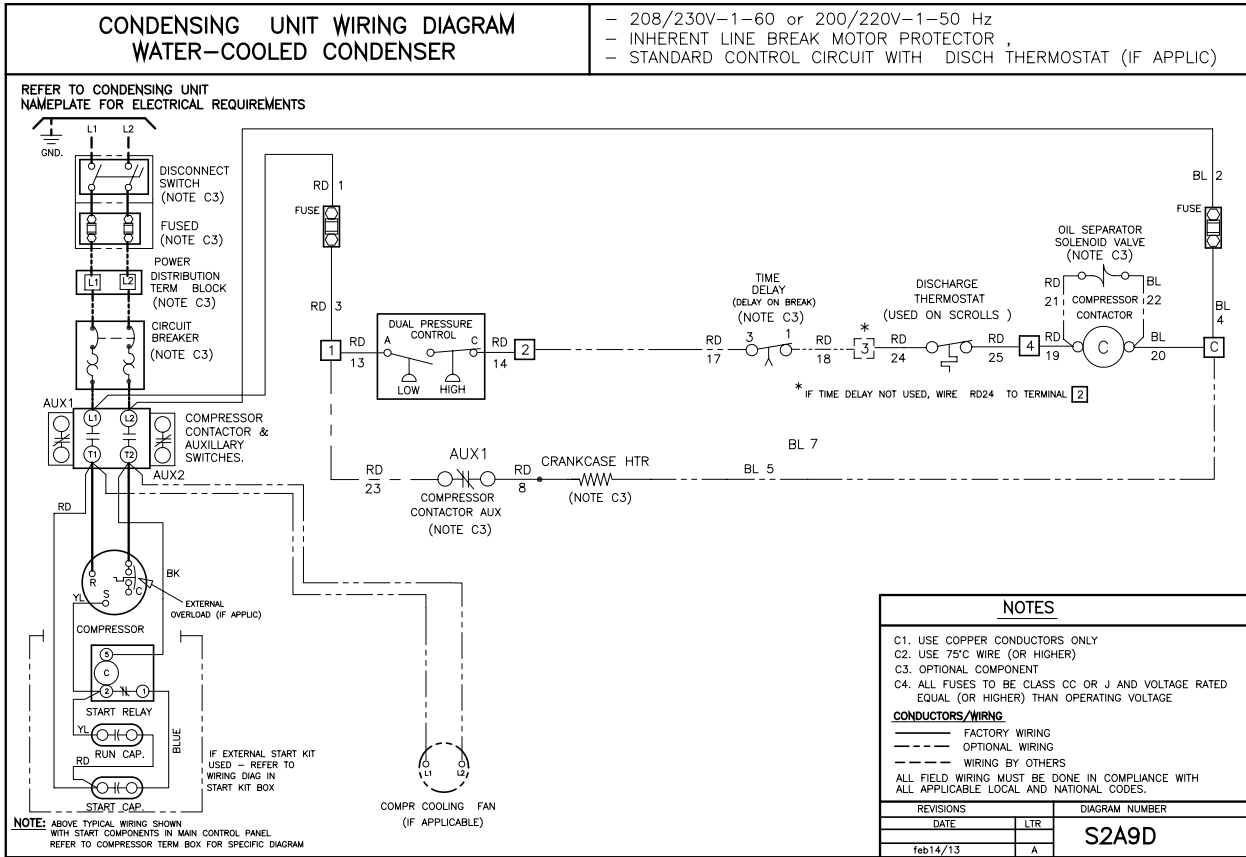 CONDENSING UNIT WIRING DIAGRAM
WATER-COOLED CONDENSER
- 208/230V-1-60 or 200/220V-1-50 Hz
- INHERENT LINE BREAK MOTOR PROTECTOR ,
- STANDARD CONTROL CIRCUIT WITH DISCH THERMOSTAT (IF APPLIC)
REFER TO CONDENSING UNIT
NAMEPLATE FOR ELECTRICAL REQUIREMENTS
GND.
L1
L2
DISCONNECT
SWITCH
(NOTE C3)
FUSED
(NOTE C3)
POWER
DISTRIBUTION
TERM BLOCK
(NOTE C3)
L1
L2
CIRCUIT
BREAKER
(NOTE C3)
AUX1
L1
L2
T1
T2
COMPRESSOR
CONTACTOR &
AUXILLARY
SWITCHES.
AUX2
RD
R
S
C
YL
BK
EXTERNAL
OVERLOAD (IF APPLIC)
COMPRESSOR
5
C
2
1
START RELAY
YL
RUN CAP.
RD
BLUE
START CAP.
IF EXTERNAL START KIT
USED - REFER TO
WIRING DIAG IN
START KIT BOX
NOTE: ABOVE TYPICAL WIRING SHOWN
WITH START COMPONENTS IN MAIN CONTROL PANEL
REFER TO COMPRESSOR TERM BOX FOR SPECIFIC DIAGRAM
RD 1
FUSE
RD 3
1
RD
13
DUAL PRESSURE
CONTROL
A
C
LOW
HIGH
RD
14
2
RD
17
TIME
DELAY
(DELAY ON BREAK)
(NOTE C3)
3
1
RD
18
*
3
RD
24
DISCHARGE
THERMOSTAT
(USED ON SCROLLS )
RD
25
4
RD
19
OIL SEPARATOR
SOLENOID VALVE
(NOTE C3)
RD
21
BL
22
COMPRESSOR
CONTACTOR
C
BL
20
C
BL 2
FUSE
BL
4
* IF TIME DELAY NOT USED, WIRE RD24 TO TERMINAL 2
BL 7
RD
23
AUX1
COMPRESSOR
CONTACTOR AUX
(NOTE C3)
RD
8
CRANKCASE HTR
(NOTE C3)
BL 5
L1
L2
COMPR COOLING FAN
(IF APPLICABLE)
NOTES
C1. USE COPPER CONDUCTORS ONLY
C2. USE 75°C WIRE (OR HIGHER)
C3. OPTIONAL COMPONENT
C4. ALL FUSES TO BE CLASS CC OR J AND VOLTAGE RATED
EQUAL (OR HIGHER) THAN OPERATING VOLTAGE
CONDUCTORS/WIRNG
FACTORY WIRING
OPTIONAL WIRING
WIRING BY OTHERS
ALL FIELD WIRING MUST BE DONE IN COMPLIANCE WITH
ALL APPLICABLE LOCAL AND NATIONAL CODES.
REVISIONS
DIAGRAM NUMBER
DATE
LTR
S2A9D
feb14/13
A